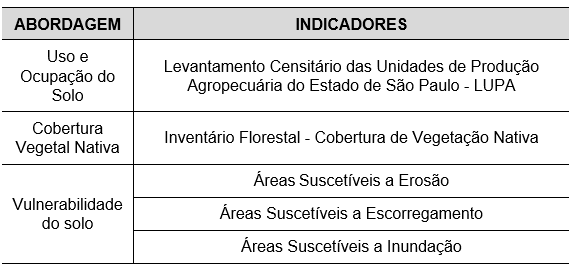 ABORDAGEM INDICADORES
Uso e
Ocupação do
Solo
Levantamento Censitário das Unidades de Produção
Agropecuária do Estado de São Paulo - LUPA
Cobertura
Vegetal Nativa
Inventário Florestal - Cobertura de Vegetação Nativa
Vulnerabilidade
do solo
Áreas Suscetíveis a Erosão
Áreas Suscetíveis a Escorregamento
Áreas Suscetíveis a Inundação